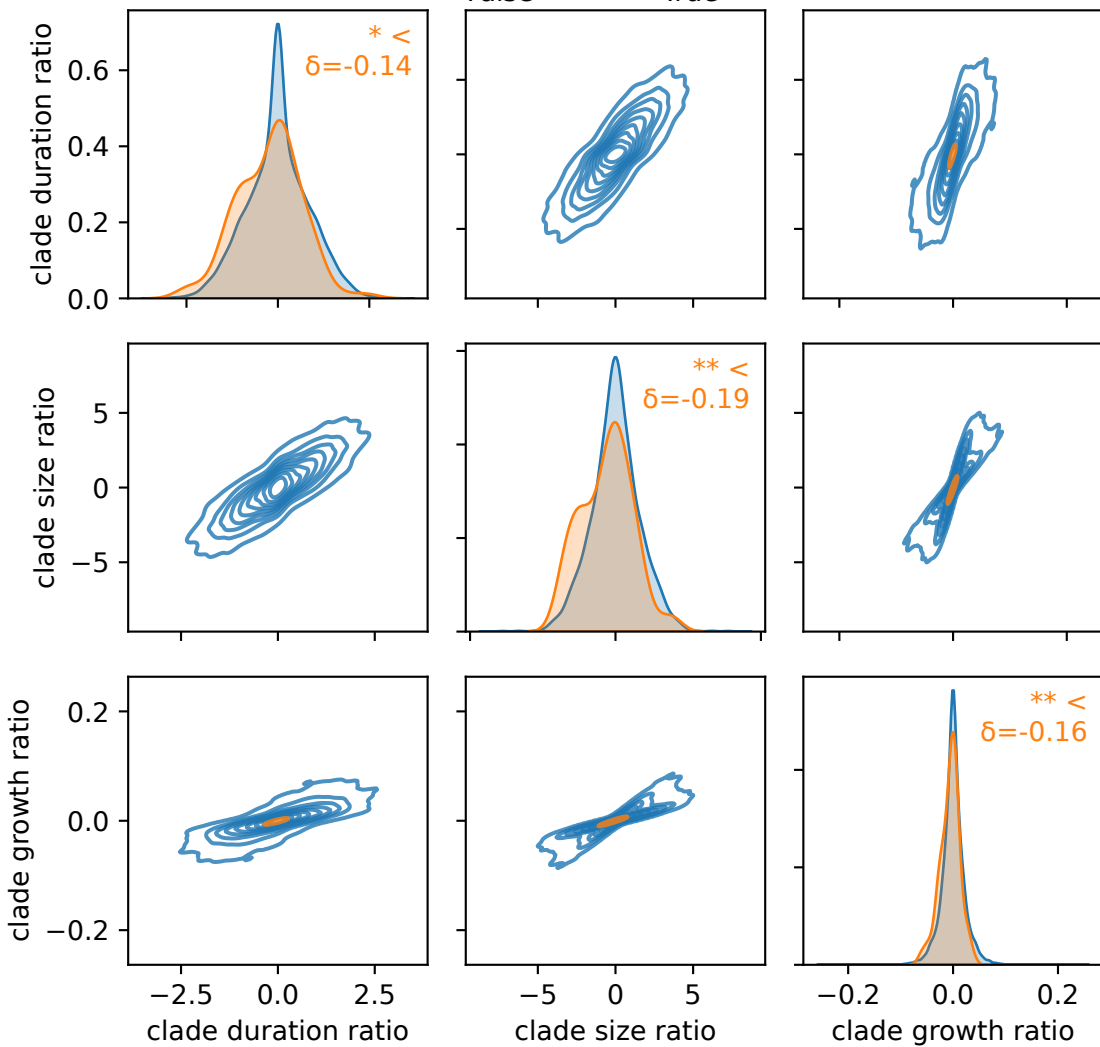 clade duration ratio
0.6
0.4
0.2
0.0
* <
δ=-0.14
clade size ratio
5
0
−5
** <
δ=-0.19
clade growth ratio
0.2
0.0
−0.2
** <
δ=-0.16
−2.5 0.0 2.5
clade duration ratio
−5 0 5
clade size ratio
−0.2 0.0 0.2
clade growth ratio